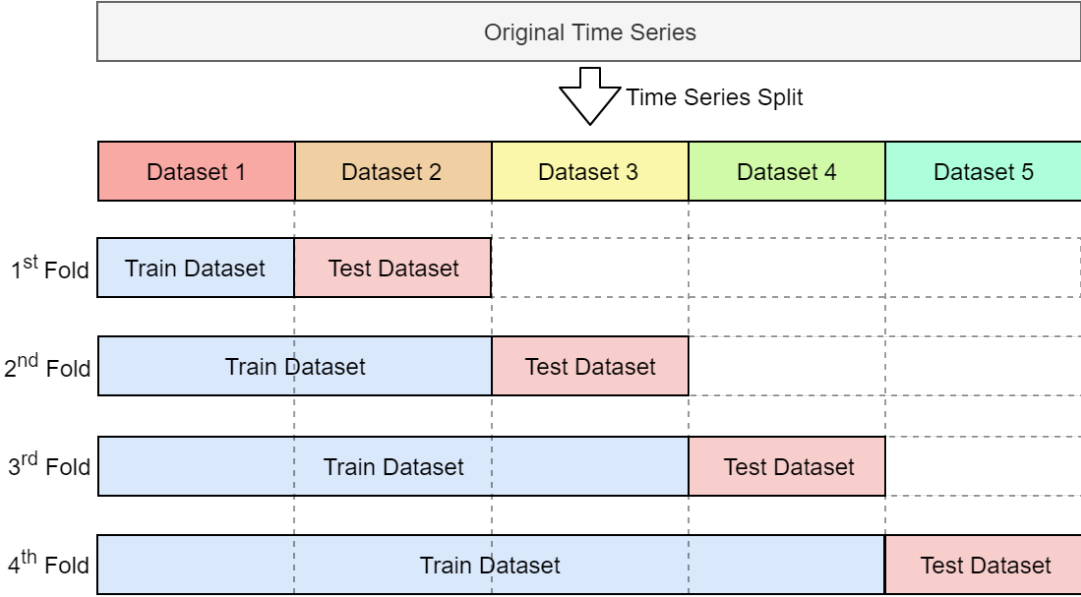 Original Time Series
Time Series Split
Dataset 1 Dataset 2 Dataset 3 Dataset 4 Dataset 5
1st Fold Train Dataset Test Dataset
2nd Fold Train Dataset Test Dataset
3rd Fold Train Dataset Test Dataset
4th Fold Train Dataset Test Dataset